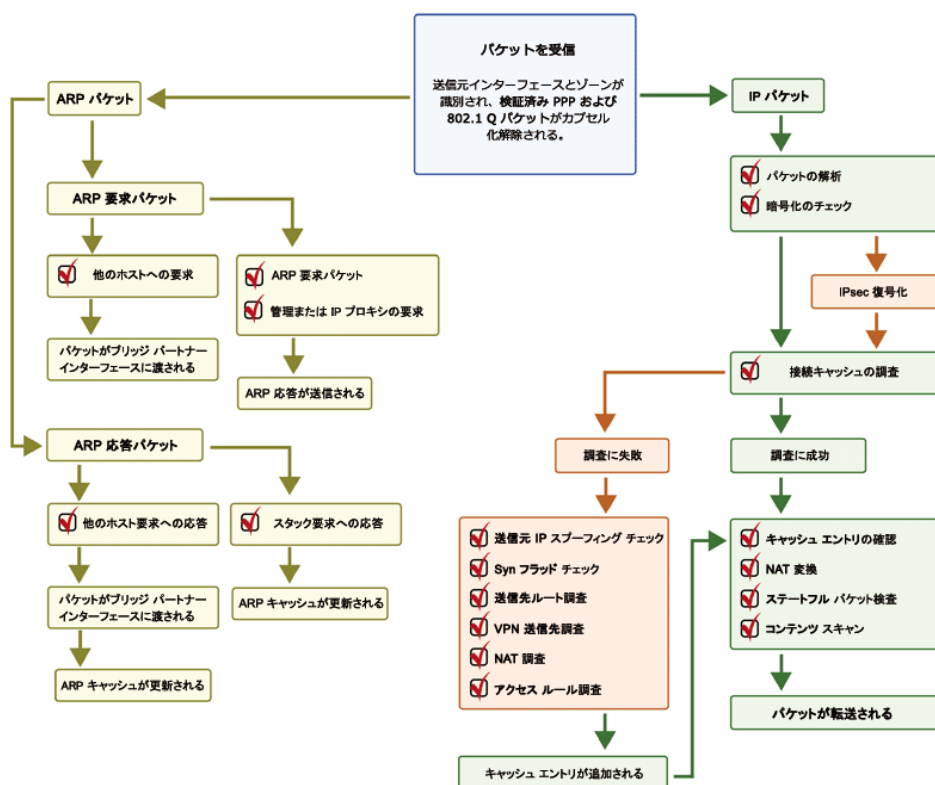 パケットを受信
送信元インターフェースとゾーンが
識別され、検証済み PPP および
802.1 Q パケットがカプセル
化解除される。
ARP パケット
ARP 要求パケット
他のホストへの要求
パケットがブリッジ パートナー
インターフェースに渡される
ARP 要求パケット
管理または IP プロキシの要求
ARP 応答が送信される
ARP 応答パケット
他のホスト要求への応答
パケットがブリッジ パートナー
インターフェースに渡される
ARP キャッシュが更新される
スタック要求への応答
ARP キャッシュが更新される
IP パケット
パケットの解析
暗号化のチェック
IPsec 復号化
接続キャッシュの調査
調査に失敗
調査に成功
送信元 IP スプーフィング チェック
Syn フラッド チェック
送信先ルート調査
VPN 送信先調査
NAT 調査
アクセス ルール調査
キャッシュ エントリが追加される
キャッシュ エントリの確認
NAT 変換
ステートフル パケット検査
コンテンツ スキャン
パケットが転送される